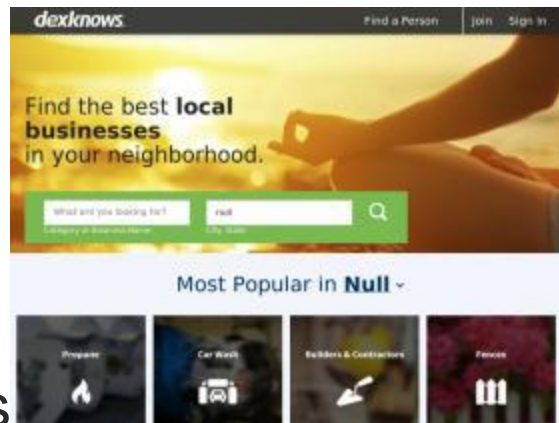 dexknows
Find a Person
Join
Sign In
Find the best local
businesses
in your neighborhood.
What are you looking for?
null
Category or Business Name
City, State
Most Popular in Null
Propane
Car Wash
Builders & Contractors
Fences
s